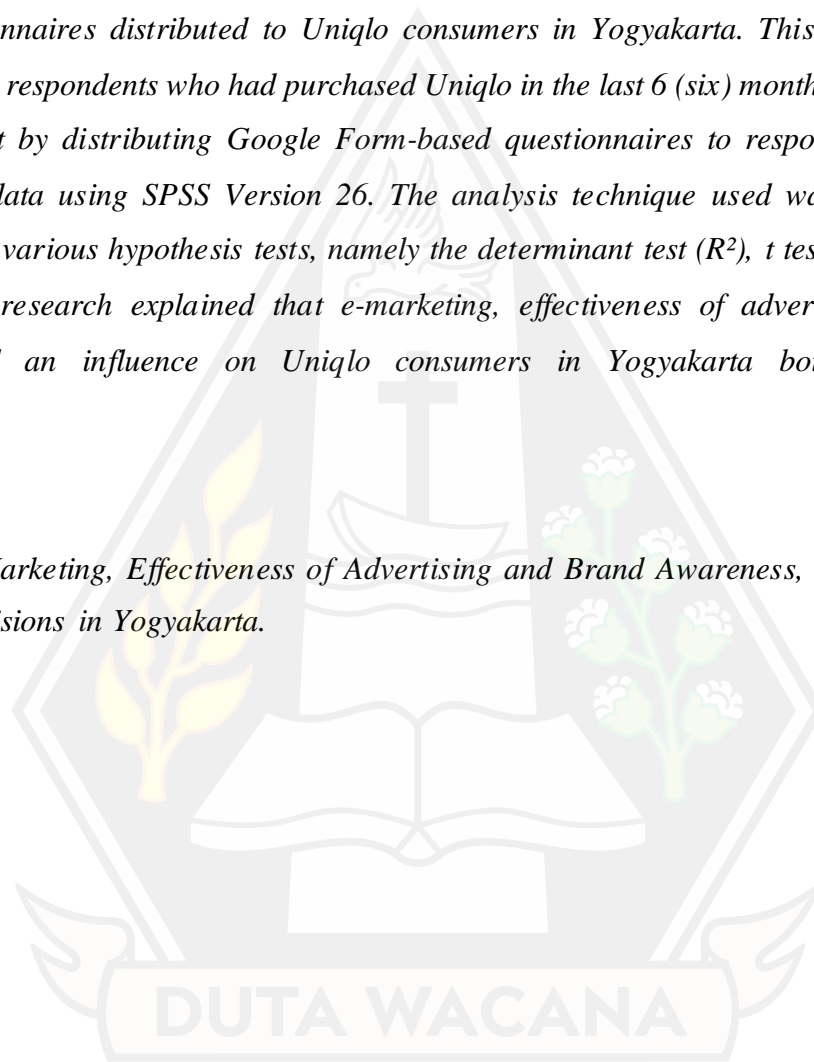 nnaires distributed to Uniqlo consumers in Yogyakarta. This
respondents who had purchased Uniqlo in the last 6 (six) month
by distributing Google Form-based questionnaires to respo
data using SPSS Version 26. The analysis technique used wa
various hypothesis tests, namely the determinant test (R²), t tes
research explained that e-marketing, effectiveness of adver
an influence on Uniqlo consumers in Yogyakarta bo
arketing, Effectiveness of Advertising and Brand Awareness,
sions in Yogyakarta.
DUTA WACANA